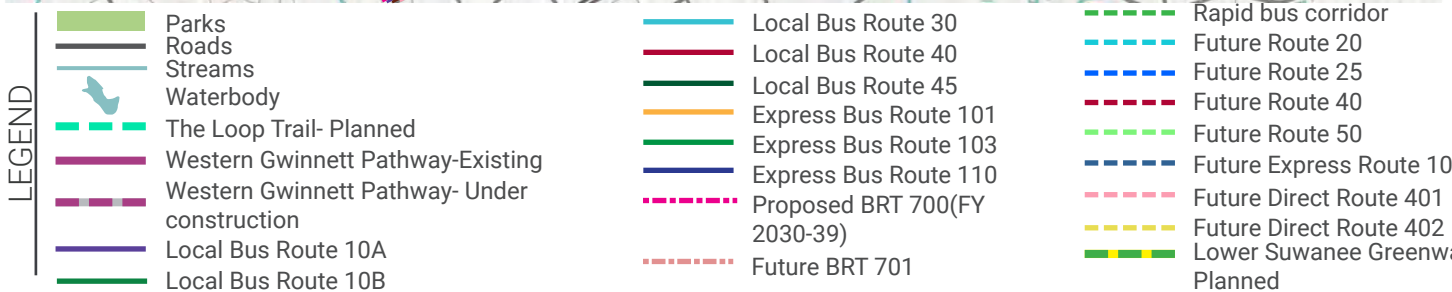 LEGEND
Parks
Roads
Streams
Waterbody
The Loop Trail- Planned
Western Gwinnett Pathway-Existing
Western Gwinnett Pathway- Under
construction
Local Bus Route 10A
Local Bus Route 10B
Local Bus Route 30
Local Bus Route 40
Local Bus Route 45
Express Bus Route 101
Express Bus Route 103
Express Bus Route 110
Proposed BRT 700(FY
2030-39)
Future BRT 701
Rapid bus corridor
Future Route 20
Future Route 25
Future Route 40
Future Route 50
Future Express Route 10
Future Direct Route 401
Future Direct Route 402
Lower Suwanee
Planned